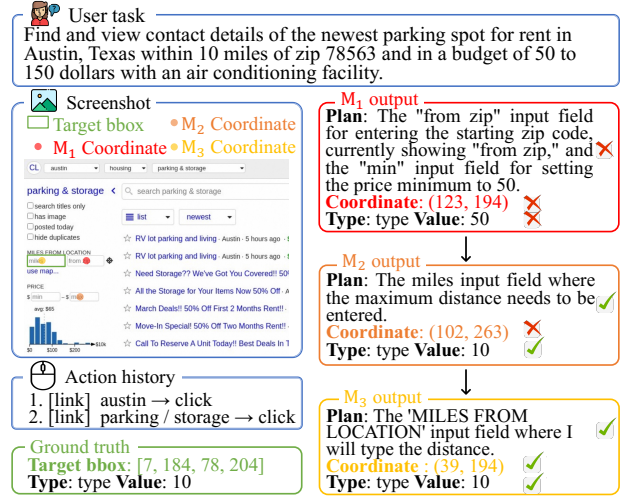 User task
Find and view contact details of the newest parking spot for rent in
Austin, Texas within 10 miles of zip 78563 and in a budget of 50 to
150 dollars with an air conditioning facility.
Screenshot
Target bbox M2 Coordinate
M1 Coordinate M3 Coordinate
CL austin housing parking & storage
parking & storage search parking & storage
search titles only
has image
posted today
hide duplicates
list newest
MILES FROM LOCATION
miles from
use map...
PRICE
$ min – $
avg: $65
$10k
$0 $100 $200
RV lot parking and living - Austin · 5 hours ago · $
RV lot parking and living · Austin · 5 hours ago · $
Need Storage?? We've Got You Covered!! 50
All the Storage for Your Items Now 50% Off · A
March Deals!! 50% Off First 2 Months Rent!! ·
Move-In Special! 50% Off Two Months Rent!! ·
Call To Reserve A Unit Today!! Best Deals In T
Action history
1. [link] austin → click
2. [link] parking / storage → click
Ground truth
Target bbox: [7, 184, 78, 204]
Type: type Value: 10
M1 output
Plan: The "from zip" input field
for entering the starting zip code,
currently showing "from zip," and
the "min" input field for setting
the price minimum to 50.
Coordinate: (123, 194)
Type: type Value: 50
M2 output
Plan: The miles input field where
the maximum distance needs to be
entered.
Coordinate: (102, 263)
Type: type Value: 10
M3 output
Plan: The 'MILES FROM
LOCATION' input field where I
will type the distance.
Coordinate : (39, 194)
Type: type Value: 10